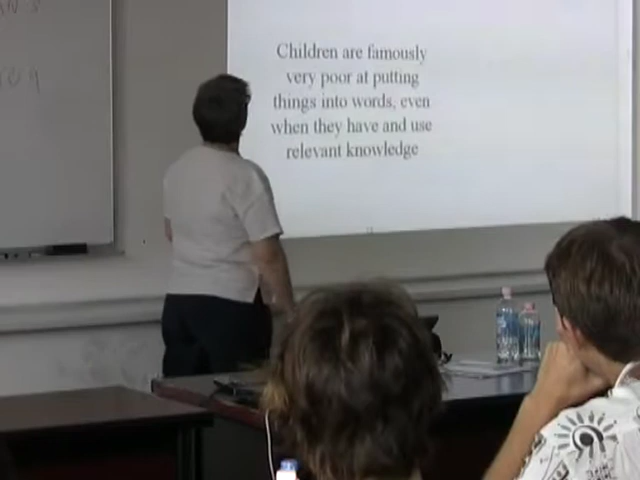 Children are famously
very poor at putting
things into words, even
when they have and use
relevant knowledge